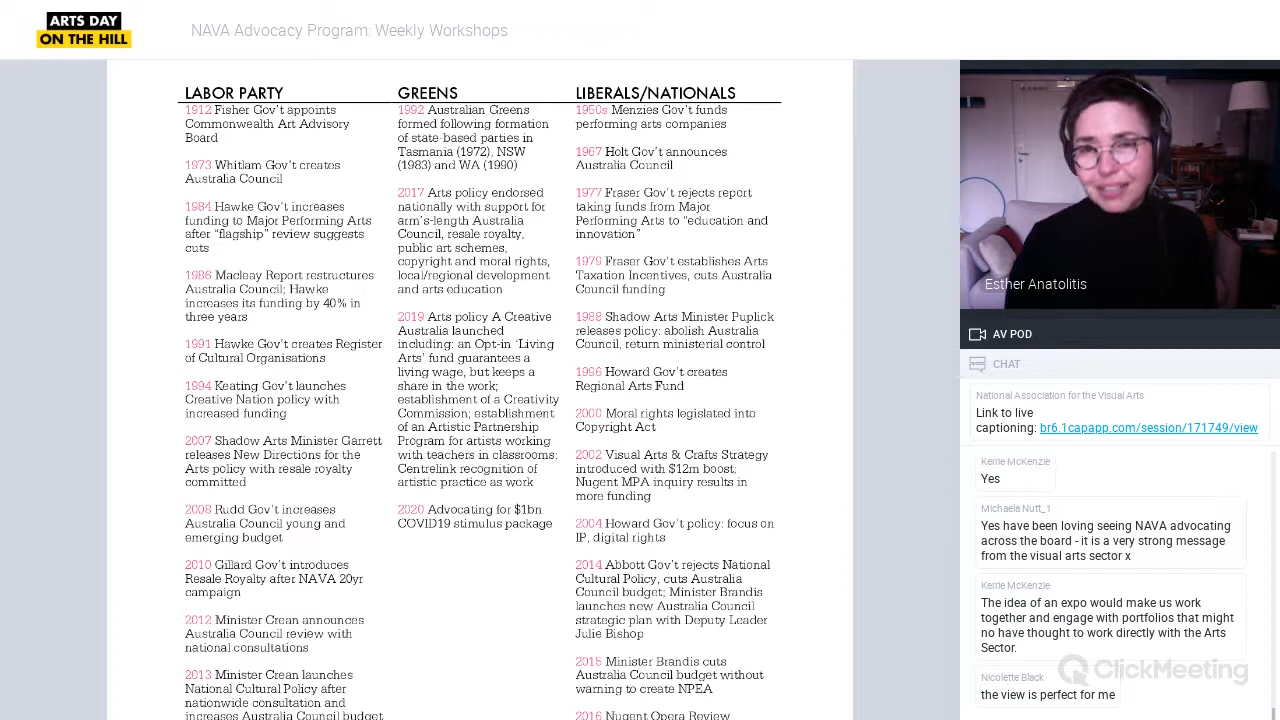 ARTS DAY
ON THE HILL
NAVA Advocacy Program: Weekly Workshops
LABOR PARTY
1912 Fisher Gov't appoints
Commonwealth Art Advisory
Board
1973 Whitlam Gov't creates
Australia Council
1984 Hawke Gov't increases
funding to Major Performing Arts
after "flagship" review suggests
cuts
1986 Macleay Report restructures
Australia Council; Hawke
increases its funding by 40% in
three years
1991 Hawke Gov't creates Register
of Cultural Organisations
1994 Keating Gov't launches
Creative Nation policy with
increased funding
2007 Shadow Arts Minister Garrett
releases New Directions for the
Arts policy with resale royalty
committed
2008 Rudd Gov't increases
Australia Council young and
emerging budget
2010 Gillard Gov't introduces
Resale Royalty after NAVA 20yr
campaign
2012 Minister Crean announces
Australia Council review with
national consultations
2013 Minister Crean launches
National Cultural Policy after
nationwide consultation and
increases Australia Council budget
GREENS
1992 Australian Greens
formed following formation
of state-based parties in
Tasmania (1972), NSW
(1983) and WA (1990)
2017 Arts policy endorsed
nationally with support for
arm's-length Australia
Council, resale royalty,
public art schemes,
copyright and moral rights,
local/regional development
and arts education
2019 Arts policy A Creative
Australia launched
including: an Opt-in 'Living
Arts' fund guarantees a
living wage, but keeps a
share in the work;
establishment of a Creativity
Commission; establishment
of an Artistic Partnership
Program for artists working
with teachers in classrooms;
Centrelink recognition of
artistic practice as work
2020 Advocating for $1bn
COVID19 stimulus package
LIBERALS/NATIONALS
1950s Menzies Gov't funds
performing arts companies
1967 Holt Gov't announces
Australia Council
1977 Fraser Gov't rejects report
taking funds from Major
Performing Arts to "education and
innovation"
1979 Fraser Gov't establishes Arts
Taxation Incentives, cuts Australia
Council funding
1988 Shadow Arts Minister Puplick
releases policy: abolish Australia
Council, return ministerial control
1996 Howard Gov't creates
Regional Arts Fund
2000 Moral rights legislated into
Copyright Act
2002 Visual Arts & Crafts Strategy
introduced with $12m boost;
Nugent MPA inquiry results in
more funding
2004 Howard Gov't policy: focus on
IP, digital rights
2014 Abbott Gov't rejects National
Cultural Policy, cuts Australia
Council budget; Minister Brandis
launches new Australia Council
strategic plan with Deputy Leader
Julie Bishop
2015 Minister Brandis cuts
Australia Council budget without
warning to create NPEA
2016 Nugent Opera Review
Esther Anatolitis
AV POD
CHAT
National Association for the Visual Arts
Link to live
captioning: br6.1capapp.com/session/171749/view
Kerrie McKenzie
Yes
Michaela Nutt_1
Yes have been loving seeing NAVA advocating
across the board - it is a very strong message
from the visual arts sector x
Kerrie McKenzie
The idea of an expo would make us work
together and engage with portfolios that might
no have thought to work directly with the Arts
Sector.
ClickMeeting
Nicolette Black
the view is perfect for me